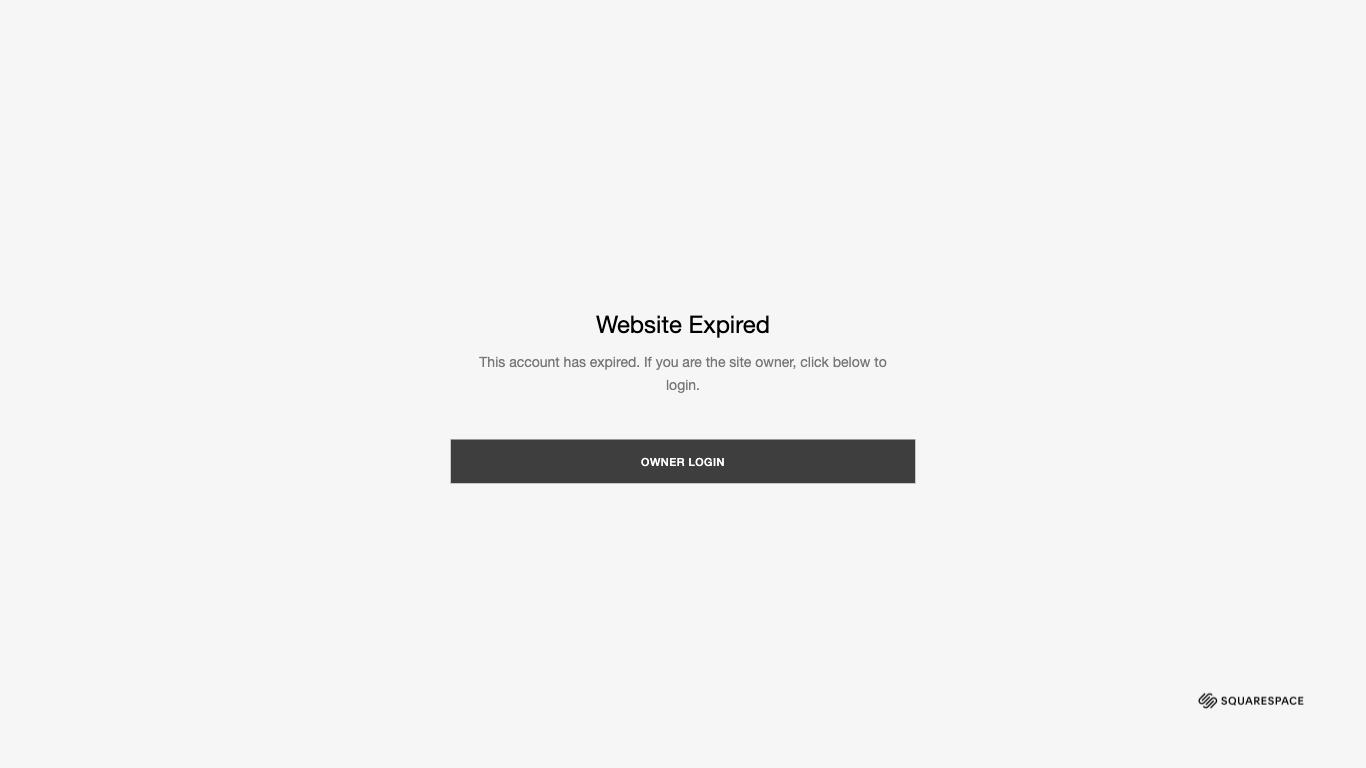 Website Expired
This account has expired. If you are the site owner, click below to
login.
OWNER LOGIN
SQUARESPACE